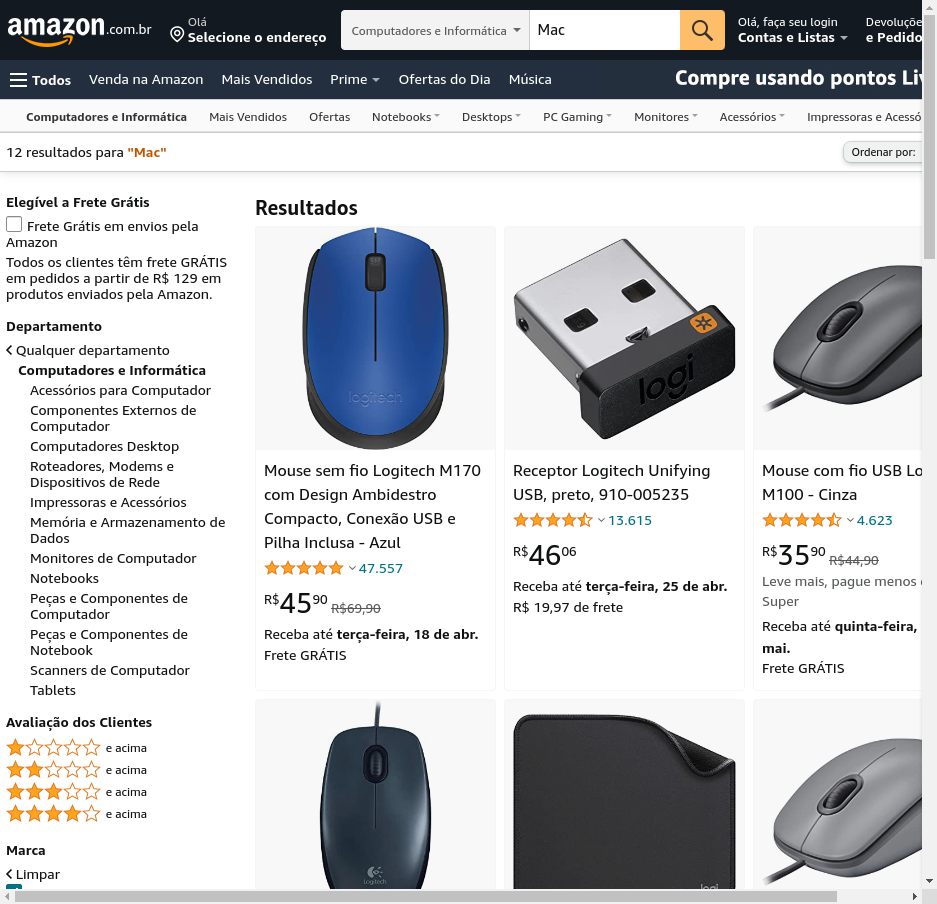 amazon.com.br
Olá
Selecione o endereço
Computadores e Informática
Mac
Olá, faça seu login
Contas e Listas
Devoluçõe
e Pedido
Todos
Venda na Amazon
Mais Vendidos
Prime
Ofertas do Dia
Música
Compre usando pontos Liv
Computadores e Informática
Mais Vendidos
Ofertas
Notebooks
Desktops
PC Gaming
Monitores
Acessórios
Impressoras e Acessó
12 resultados para "Mac"
Ordenar por:
Elegível a Frete Grátis
Frete Grátis em envios pela
Amazon
Todos os clientes têm frete GRÁTIS
em pedidos a partir de R$ 129 em
produtos enviados pela Amazon.
Departamento
Qualquer departamento
Computadores e Informática
Acessórios para Computador
Componentes Externos de
Computador
Computadores Desktop
Roteadores, Modems e
Dispositivos de Rede
Impressoras e Acessórios
Memória e Armazenamento de
Dados
Monitores de Computador
Notebooks
Peças e Componentes de
Computador
Peças e Componentes de
Notebook
Scanners de Computador
Tablets
Avaliação dos Clientes
e acima
e acima
e acima
e acima
Marca
Limpar
Resultados
logitech
Mouse sem fio Logitech M170
com Design Ambidestro
Compacto, Conexão USB e
Pilha Inclusa - Azul
47.557
R$4590 R$69,90
Receba até terça-feira, 18 de abr.
Frete GRÁTIS
logi
Receptor Logitech Unifying
USB, preto, 910-005235
13.615
R$4606
Receba até terça-feira, 25 de abr.
R$ 19,97 de frete
Mouse com fio USB Lo
M100 - Cinza
4.623
R$3590 R$44,90
Leve mais, pague menos
Super
Receba até quinta-feira,
mai.
Frete GRÁTIS
Logitech
logi